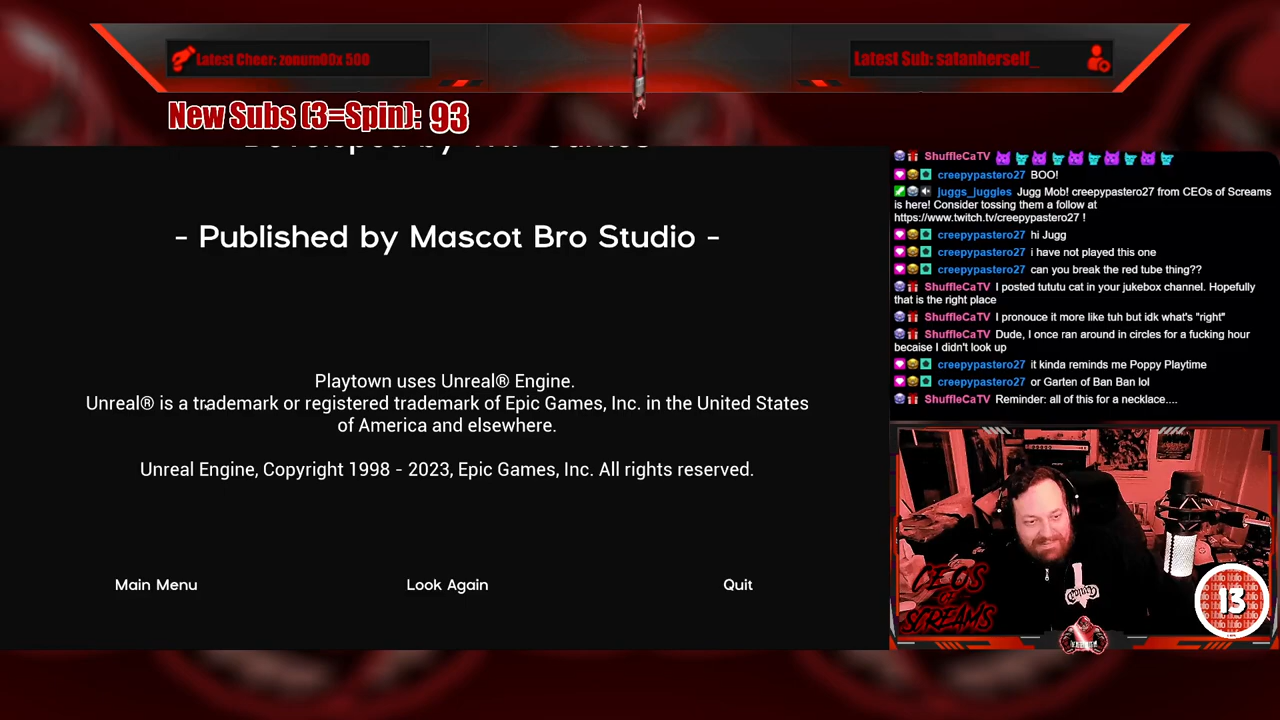 Latest Cheer: zonum00x 500
Latest Sub: satanherself_
New Subs (3=Spin): 93
- Published by Mascot Bro Studio -
Playtown uses Unreal® Engine.
Unreal® is a trademark or registered trademark of Epic Games, Inc. in the United States
of America and elsewhere.
Unreal Engine, Copyright 1998 - 2023, Epic Games, Inc. All rights reserved.
Main Menu
Look Again
Quit
ShuffleCaTV
creepypastero27 BOO!
juggs_juggles Jugg Mob! creepypastero27 from CEOs of Screams
is here! Consider tossing them a follow at
https://www.twitch.tv/creepypastero27 !
creepypastero27 hi Jugg
creepypastero27 i have not played this one
creepypastero27 can you break the red tube thing??
ShuffleCaTV I posted tututu cat in your jukebox channel. Hopefully
that is the right place
ShuffleCaTV I pronouce it more like tuh but idk what's "right"
ShuffleCaTV Dude, I once ran around in circles for a fucking hour
becaise I didn't look up
creepypastero27 it kinda reminds me Poppy Playtime
creepypastero27 or Garten of Ban Ban lol
ShuffleCaTV Reminder: all of this for a necklace....
CEOS
OF
SCREAMS
13